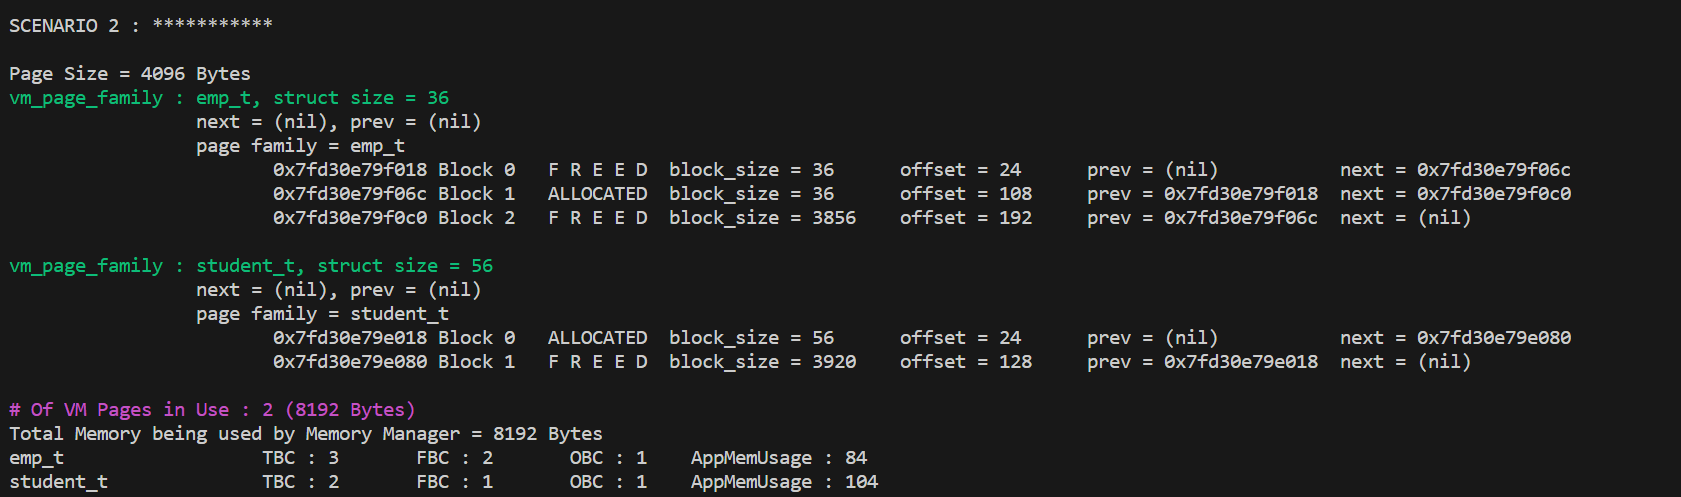 SCENARIO 2 : ***********
Page Size = 4096 Bytes
vm_page_family : emp_t, struct size = 36
next = (nil), prev = (nil)
page family = emp_t
0x7fd30e79f018 Block 0 F R E E D block_size = 36 offset = 24 prev = (nil) next = 0x7fd30e79f06c
0x7fd30e79f06c Block 1 ALLOCATED block_size = 36 offset = 108 prev = 0x7fd30e79f018 next = 0x7fd30e79f0c0
0x7fd30e79f0c0 Block 2 F R E E D block_size = 3856 offset = 192 prev = 0x7fd30e79f06c next = (nil)
vm_page_family : student_t, struct size = 56
next = (nil), prev = (nil)
page family = student_t
0x7fd30e79e018 Block 0 ALLOCATED block_size = 56 offset = 24 prev = (nil) next = 0x7fd30e79e080
0x7fd30e79e080 Block 1 F R E E D block_size = 3920 offset = 128 prev = 0x7fd30e79e018 next = (nil)
# Of VM Pages in Use : 2 (8192 Bytes)
Total Memory being used by Memory Manager = 8192 Bytes
emp_t TBC : 3 FBC : 2 OBC : 1 AppMemUsage : 84
student_t TBC : 2 FBC : 1 OBC : 1 AppMemUsage : 104